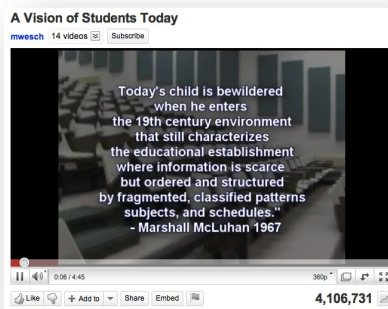 A Vision of Students Today
mwesch 14 videos Subscribe
Today's child is bewildered
when he enters
the 19th century environment
that still characterizes
the educational establishment
where information is scarce
but ordered and structured
by fragmented, classified patterns
subjects, and schedules."
- Marshall McLuhan 1967
0:06 / 4:45 360p
Like + Add to Share Embed 4,106,731